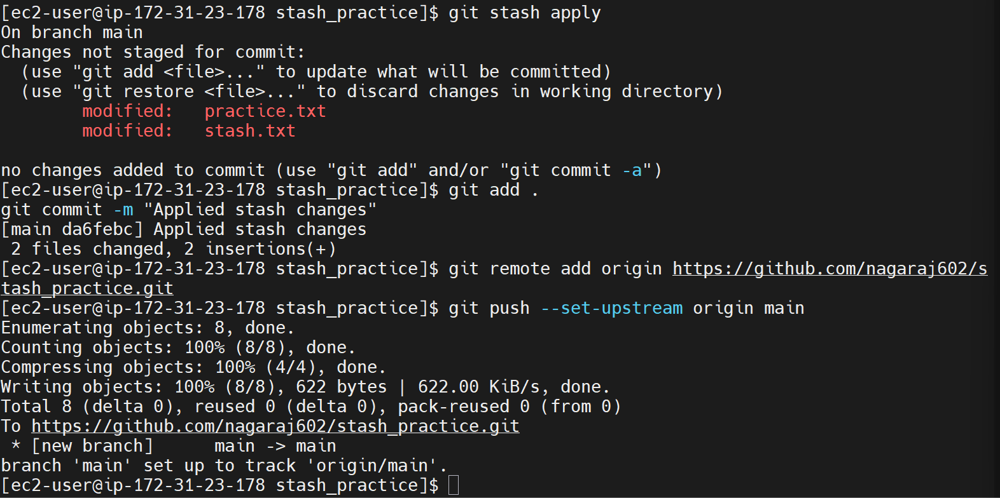 [ec2-user@ip-172-31-23-178 stash_practice]$ git stash apply
On branch main
Changes not staged for commit:
  (use "git add <file>..." to update what will be committed)
  (use "git restore <file>..." to discard changes in working directory)
        modified:   practice.txt
        modified:   stash.txt

no changes added to commit (use "git add" and/or "git commit -a")
[ec2-user@ip-172-31-23-178 stash_practice]$ git add .
git commit -m "Applied stash changes"
[main da6febc] Applied stash changes
 2 files changed, 2 insertions(+)
[ec2-user@ip-172-31-23-178 stash_practice]$ git remote add origin https://github.com/nagaraj602/s
tash_practice.git
[ec2-user@ip-172-31-23-178 stash_practice]$ git push --set-upstream origin main
Enumerating objects: 8, done.
Counting objects: 100% (8/8), done.
Compressing objects: 100% (4/4), done.
Writing objects: 100% (8/8), 622 bytes | 622.00 KiB/s, done.
Total 8 (delta 0), reused 0 (delta 0), pack-reused 0 (from 0)
To https://github.com/nagaraj602/stash_practice.git
 * [new branch]      main -> main
branch 'main' set up to track 'origin/main'.
[ec2-user@ip-172-31-23-178 stash_practice]$